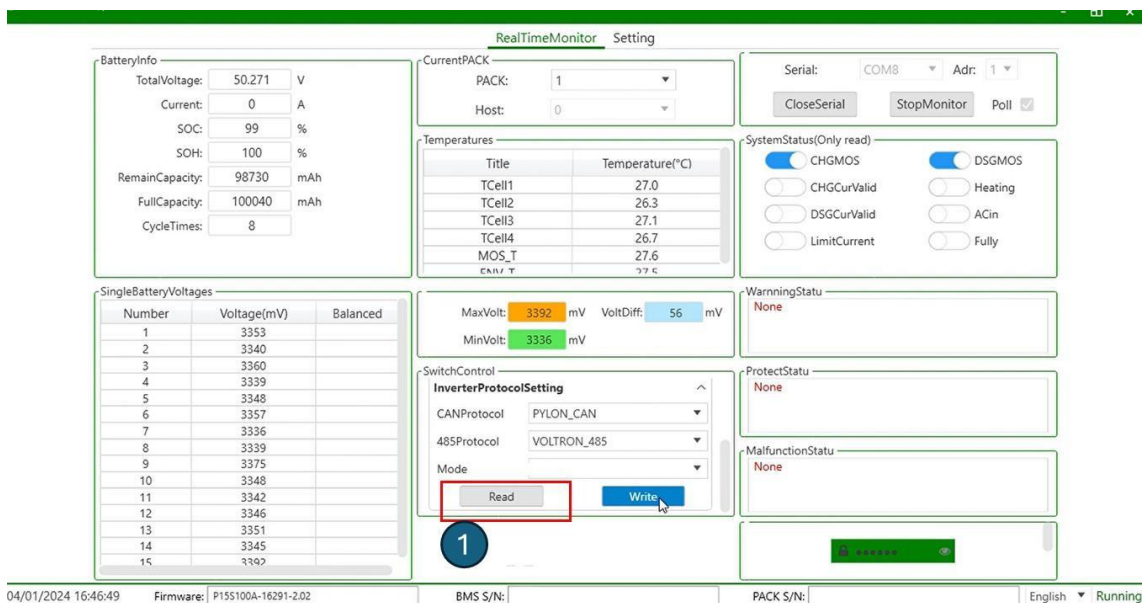 RealTimeMonitor Setting
BatteryInfo
TotalVoltage: 50.271 V
Current: 0 A
SOC: 99 %
SOH: 100 %
RemainCapacity: 98730 mAh
FullCapacity: 100040 mAh
CycleTimes: 8
CurrentPACK
PACK: 1
Host: 0
Serial: COM8 Adr: 1
CloseSerial StopMonitor Poll
Temperatures
Title Temperature(°C)
TCell1 27.0
TCell2 26.3
TCell3 27.1
TCell4 26.7
MOS_T 27.6
ENV_T 27.5
SystemStatus(Only read)
CHGMOS DSGMOS
CHGCurValid Heating
DSGCurValid ACin
LimitCurrent Fully
SingleBatteryVoltages
Number Voltage(mV) Balanced
1 3353
2 3340
3 3360
4 3339
5 3348
6 3357
7 3336
8 3339
9 3375
10 3348
11 3342
12 3346
13 3351
14 3345
15 3392
MaxVolt: 3392 mV VoltDiff: 56 mV
MinVolt: 3336 mV
SwitchControl
InverterProtocolSetting
CANProtocol PYLON_CAN
485Protocol VOLTRON_485
Mode
Read Write
1
WarnningStatu
None
ProtectStatu
None
MalfunctionStatu
None
04/01/2024 16:46:49 Firmware: P15S100A-16291-2.02 BMS S/N: PACK S/N: English Running